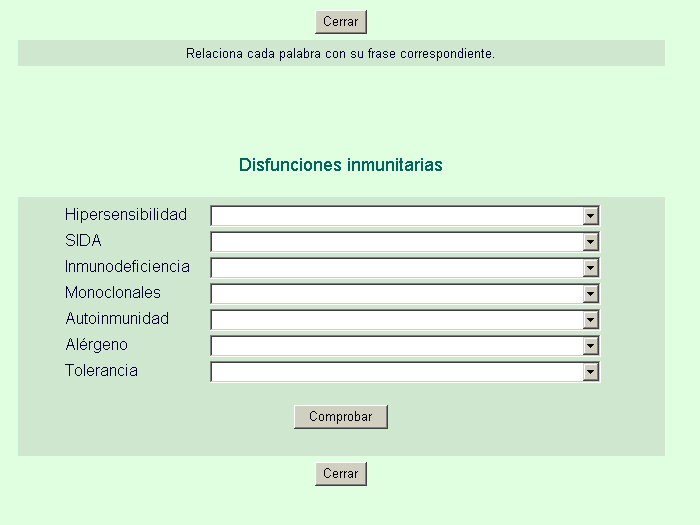 Cerrar
Relaciona cada palabra con su frase correspondiente.
Disfunciones inmunitarias
Hipersensibilidad
SIDA
Inmunodeficiencia
Monoclonales
Autoinmunidad
Alérgeno
Tolerancia
Comprobar
Cerrar